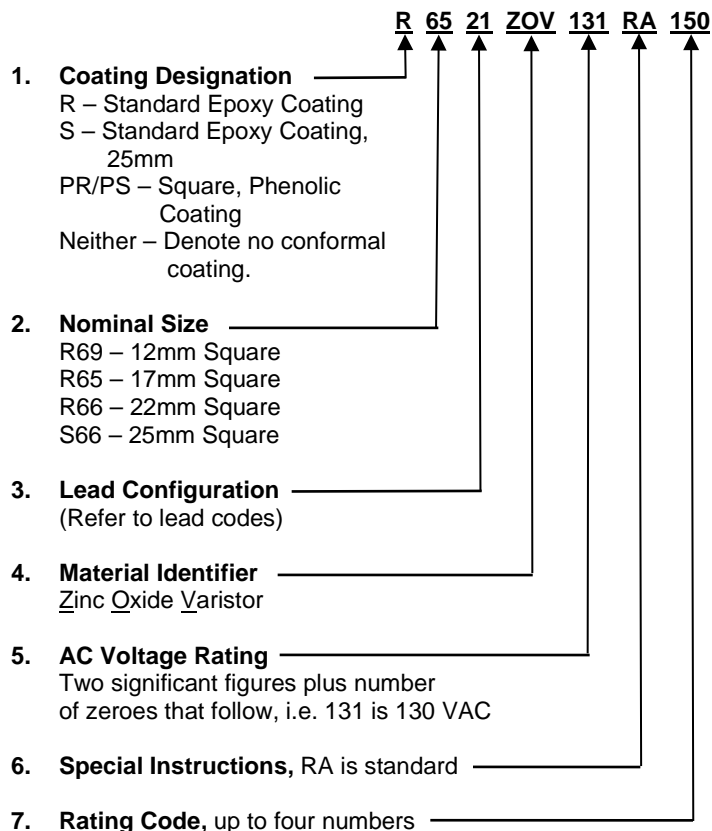 R 65 21 ZOV 131 RA 150
1. Coating Designation
R – Standard Epoxy Coating
S – Standard Epoxy Coating,
25mm
PR/PS – Square, Phenolic
Coating
Neither – Denote no conformal
coating.
2. Nominal Size
R69 – 12mm Square
R65 – 17mm Square
R66 – 22mm Square
S66 – 25mm Square
3. Lead Configuration
(Refer to lead codes)
4. Material Identifier
Zinc Oxide Varistor
5. AC Voltage Rating
Two significant figures plus number
of zeroes that follow, i.e. 131 is 130 VAC
6. Special Instructions, RA is standard
7. Rating Code, up to four numbers